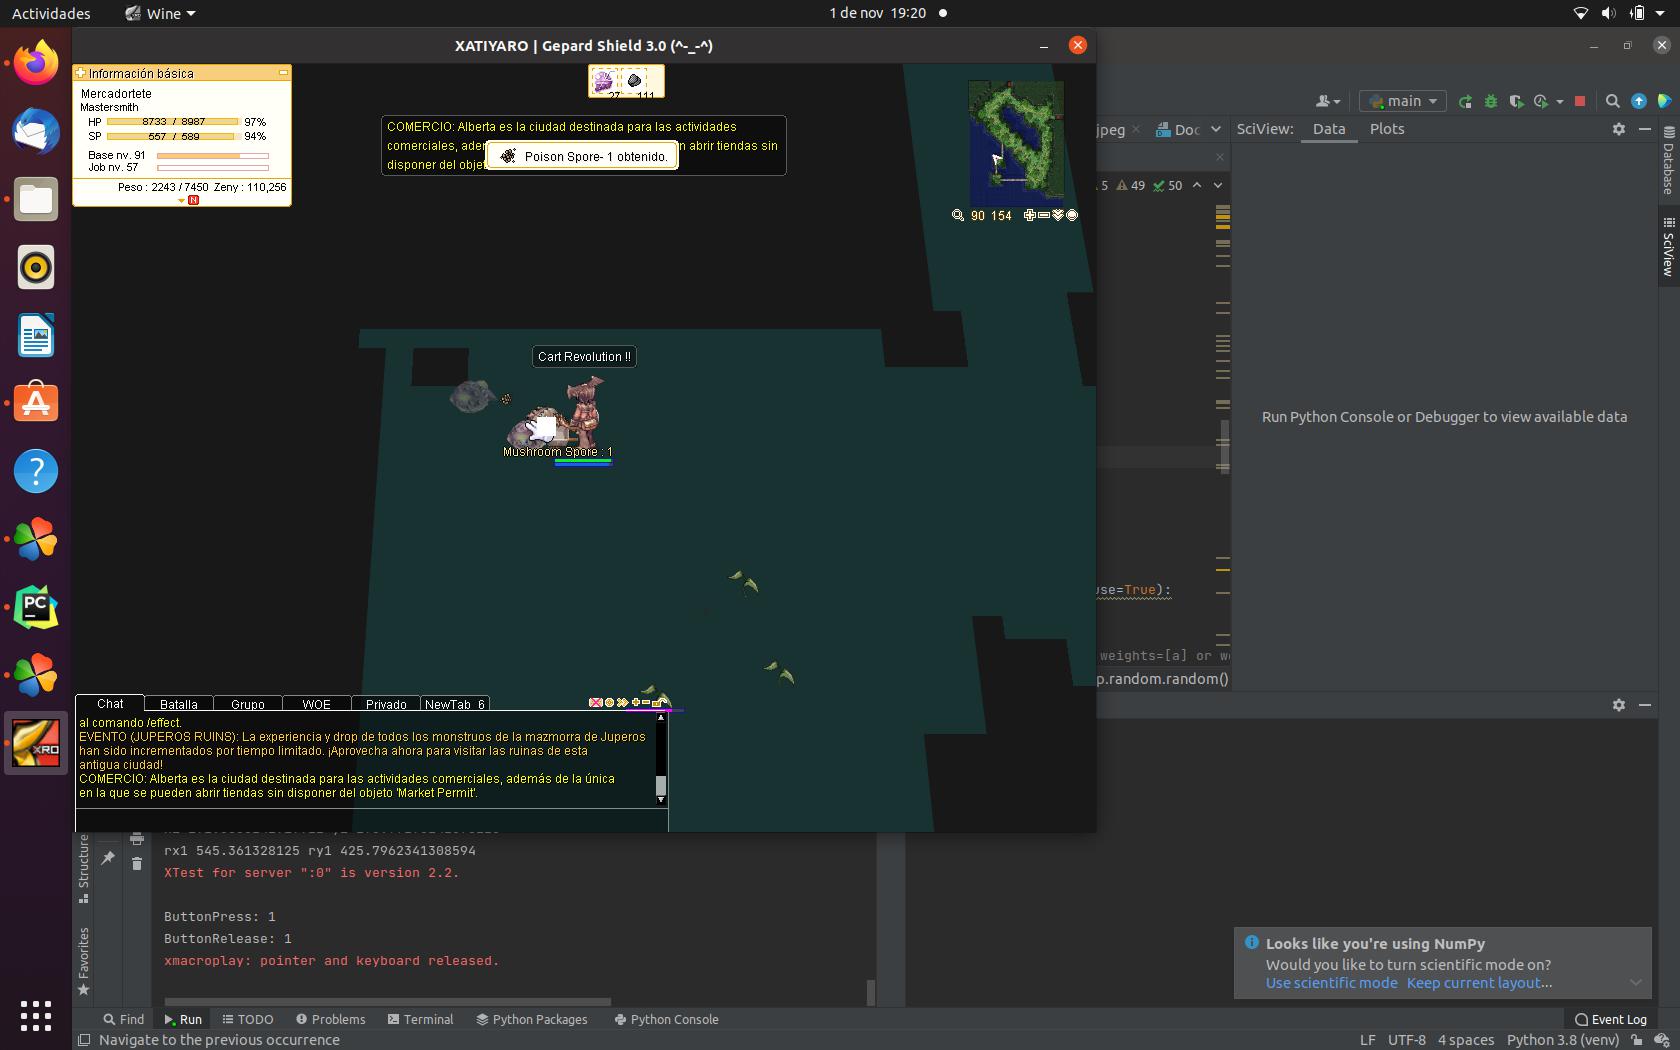 Actividades
Wine
1 de nov 19:20
XATIYARO | Gepard Shield 3.0 (^-_-^)
Información básica
Mercadortete
Mastersmith
HP 8733 / 8987 97%
SP 557 / 589 94%
Base nv. 91
Job nv. 57
Peso : 2243 / 7450 Zeny : 110,256
N
27 111
COMERCIO: Alberta es la ciudad destinada para las actividades
comerciales, aden
n abrir tiendas sin
disponer del objet
Poison Spore- 1 obtenido.
90 154
Cart Revolution !!
Mushroom Spore : 1
Chat Batalla Grupo WOE Privado NewTab_6
al comando /effect.
EVENTO (JUPEROS RUINS): La experiencia y drop de todos los monstruos de la mazmorra de Juperos
han sido incrementados por tiempo limitado. ¡Aprovecha ahora para visitar las ruinas de esta
antigua ciudad!
COMERCIO: Alberta es la ciudad destinada para las actividades comerciales, además de la única
en la que se pueden abrir tiendas sin disponer del objeto 'Market Permit'.
main
jpeg
Doc
SciView: Data Plots
5 49 50
Database
SciView
Run Python Console or Debugger to view available data
use=True):
weights=[a] or w
p.random.random()
PC
XRO
Structure
Favorites
rx1 545.361328125 ry1 425.7962341308594
XTest for server ":0" is version 2.2.
ButtonPress: 1
ButtonRelease: 1
xmacroplay: pointer and keyboard released.
Looks like you're using NumPy
Would you like to turn scientific mode on?
Use scientific mode Keep current layout...
Find Run TODO Problems Terminal Python Packages Python Console
Event Log
Navigate to the previous occurrence
LF UTF-8 4 spaces Python 3.8 (venv)